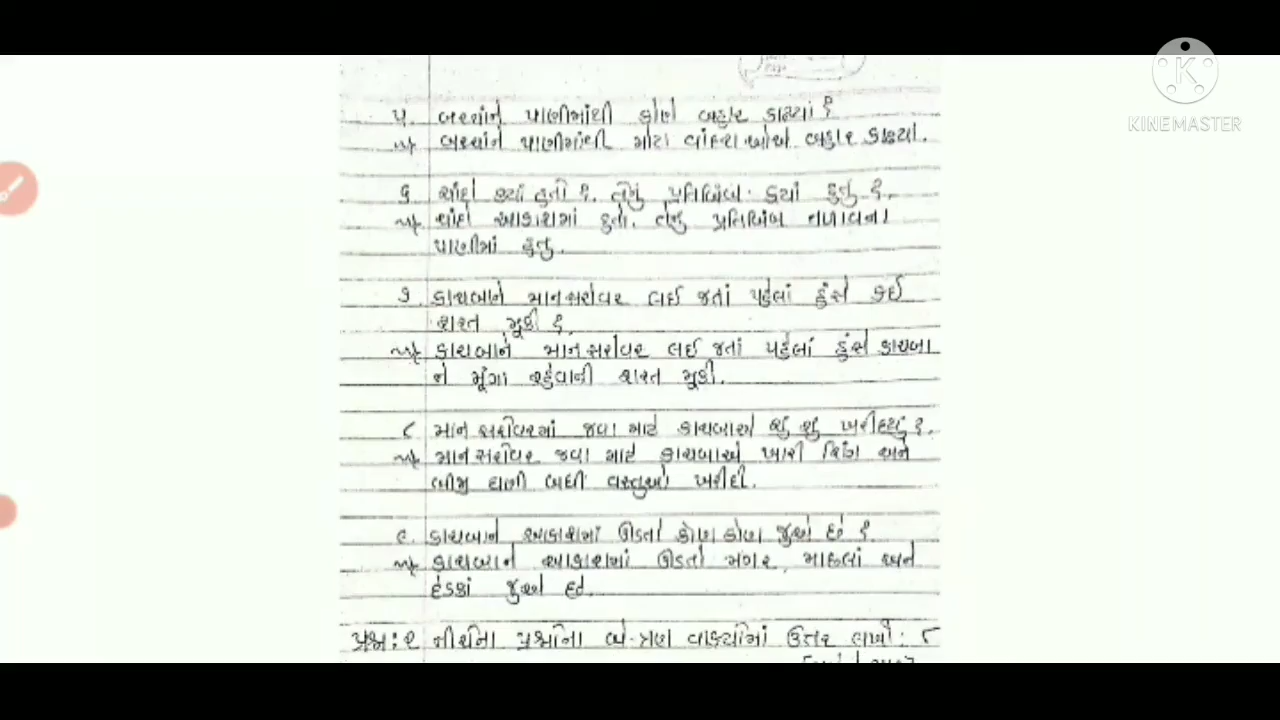 KINEMASTER
૫. બચ્ચાંને પાણીમાંથી કોણે બહાર કાઢ્યાં ?
બચ્ચાંને પાણીમાંથી મોટા વાંદરાઓએ બહાર કાઢ્યા.
૬ ચાંદો ક્યાં હતો ?. તેનું પ્રતિબિંબ ક્યાં હતું ?
ચાંદો આકાશમાં હતો. તેનું પ્રતિબિંબ તળાવના
પાણીમાં હતુ.
૭. કાચબાને માનસરોવર લઈ જતાં પહેલાં હંસે કઈ
શરત મૂકી ?
કાચબાને માનસરોવર લઈ જતાં પહેલાં હંસે કાચબા
ને મૂંગા રહેવાની શરત મુકી.
૮ માનસરોવરમાં જવા માટે કાચબાએ શું શું ખરીદ્યું ?
માનસરોવર જવા માટે કાચબાએ ખારી શિંગ અને
બીજી ઘણી બધી વસ્તુઓ ખરીદી.
૯. કાચબાને આકાશમાં ઊડતો કોણ કોણ જુએ છે ?
કાચબાને આકાશમાં ઊડતો મગર, માછલાં અને
દેડકાં જુએ છે.
પ્રશ્ન:૨ નીચેના પ્રશ્નોના બે-ત્રણ વાક્યોમાં ઉત્તર લખો: ૮